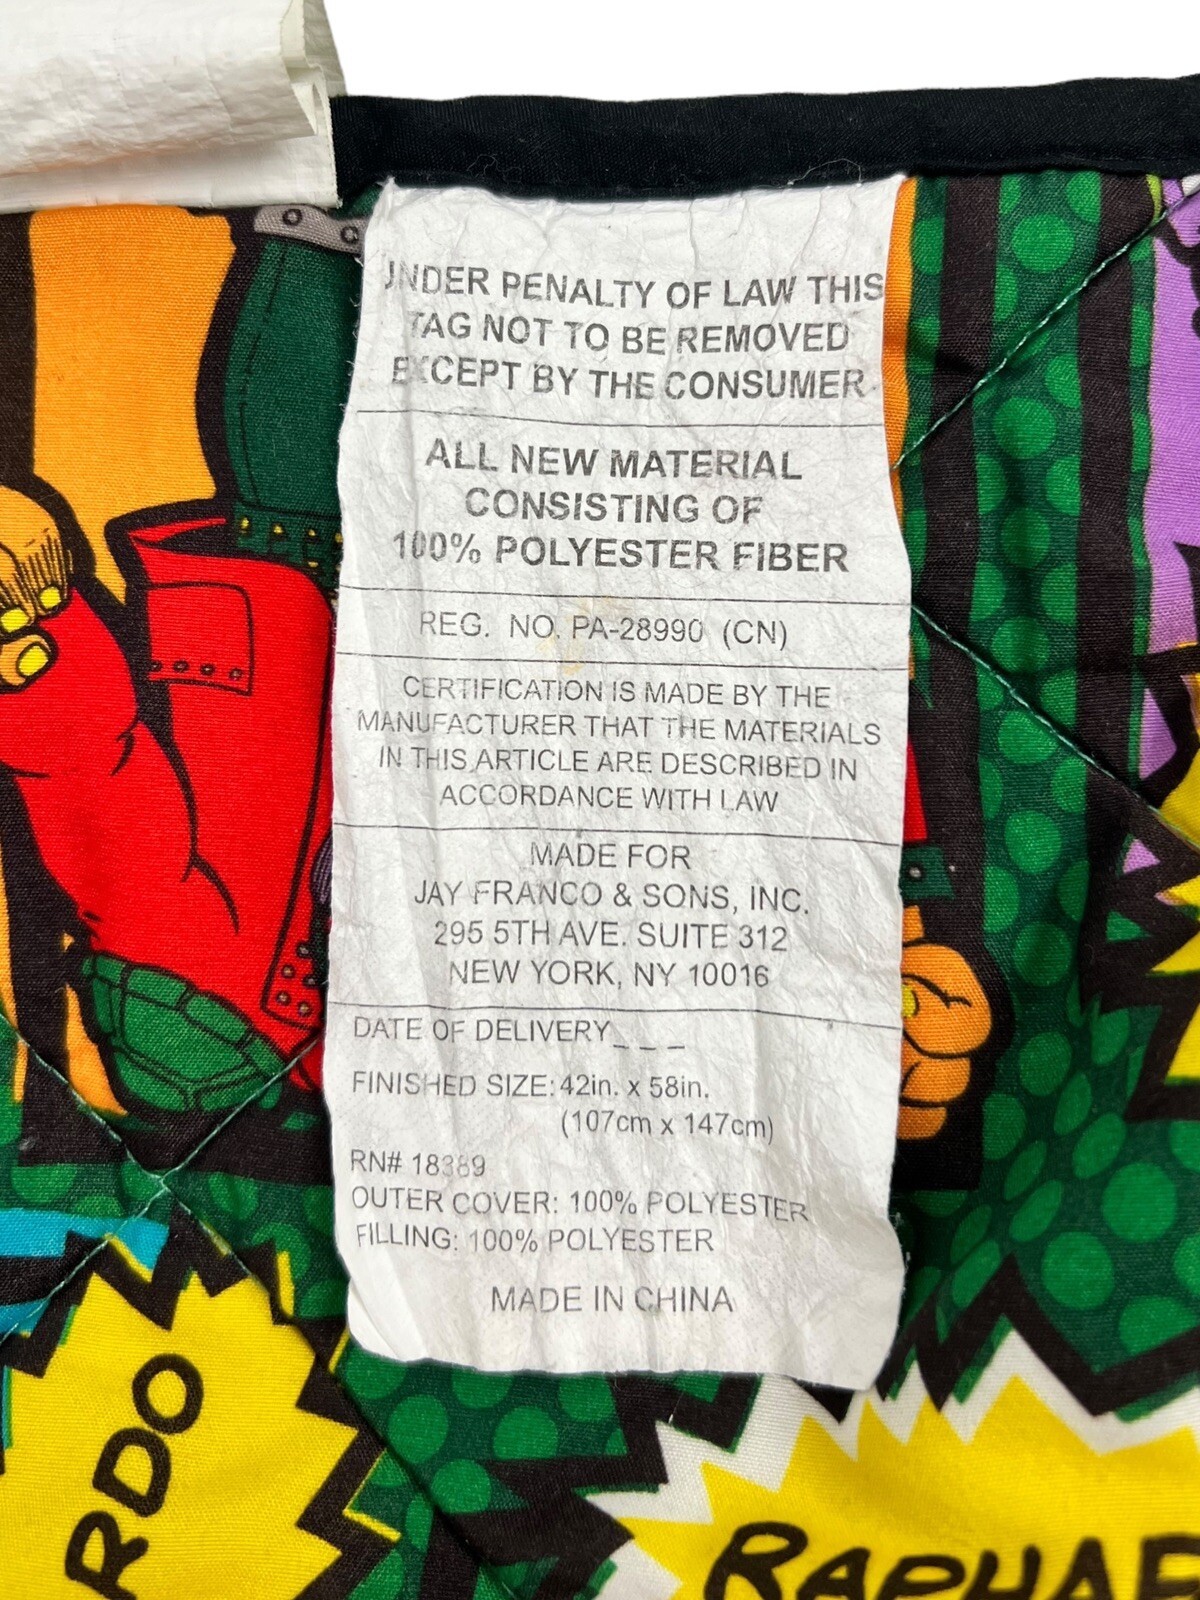 UNDER PENALTY OF LAW THIS
TAG NOT TO BE REMOVED
EXCEPT BY THE CONSUMER
ALL NEW MATERIAL
CONSISTING OF
100% POLYESTER FIBER
REG. NO. PA-28990 (CN)
CERTIFICATION IS MADE BY THE
MANUFACTURER THAT THE MATERIALS
IN THIS ARTICLE ARE DESCRIBED IN
ACCORDANCE WITH LAW
MADE FOR
JAY FRANCO & SONS, INC.
295 5TH AVE. SUITE 312
NEW YORK, NY 10016
DATE OF DELIVERY_ _ _
FINISHED SIZE: 42in. x 58in.
(107cm x 147cm)
RN# 18389
OUTER COVER: 100% POLYESTER
FILLING: 100% POLYESTER
MADE IN CHINA
RDO
RAPHAE